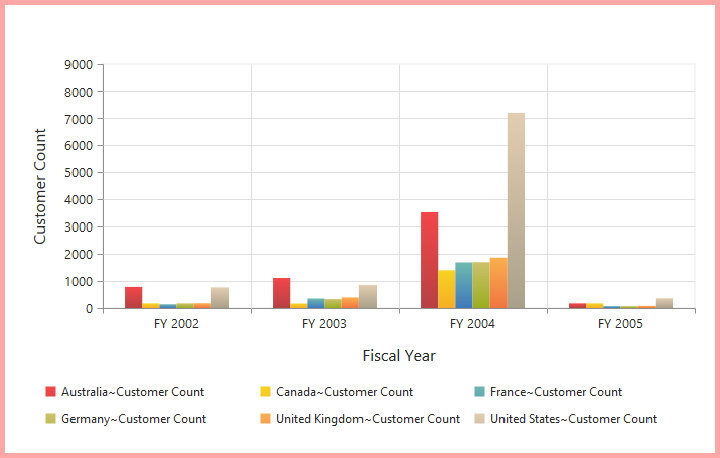 9000
8000
7000
6000
5000
4000
3000
2000
1000
0
Customer Count
FY 2002 FY 2003 FY 2004 FY 2005
Fiscal Year
Australia~Customer Count Canada~Customer Count France~Customer Count
Germany~Customer Count United Kingdom~Customer Count United States~Customer Count